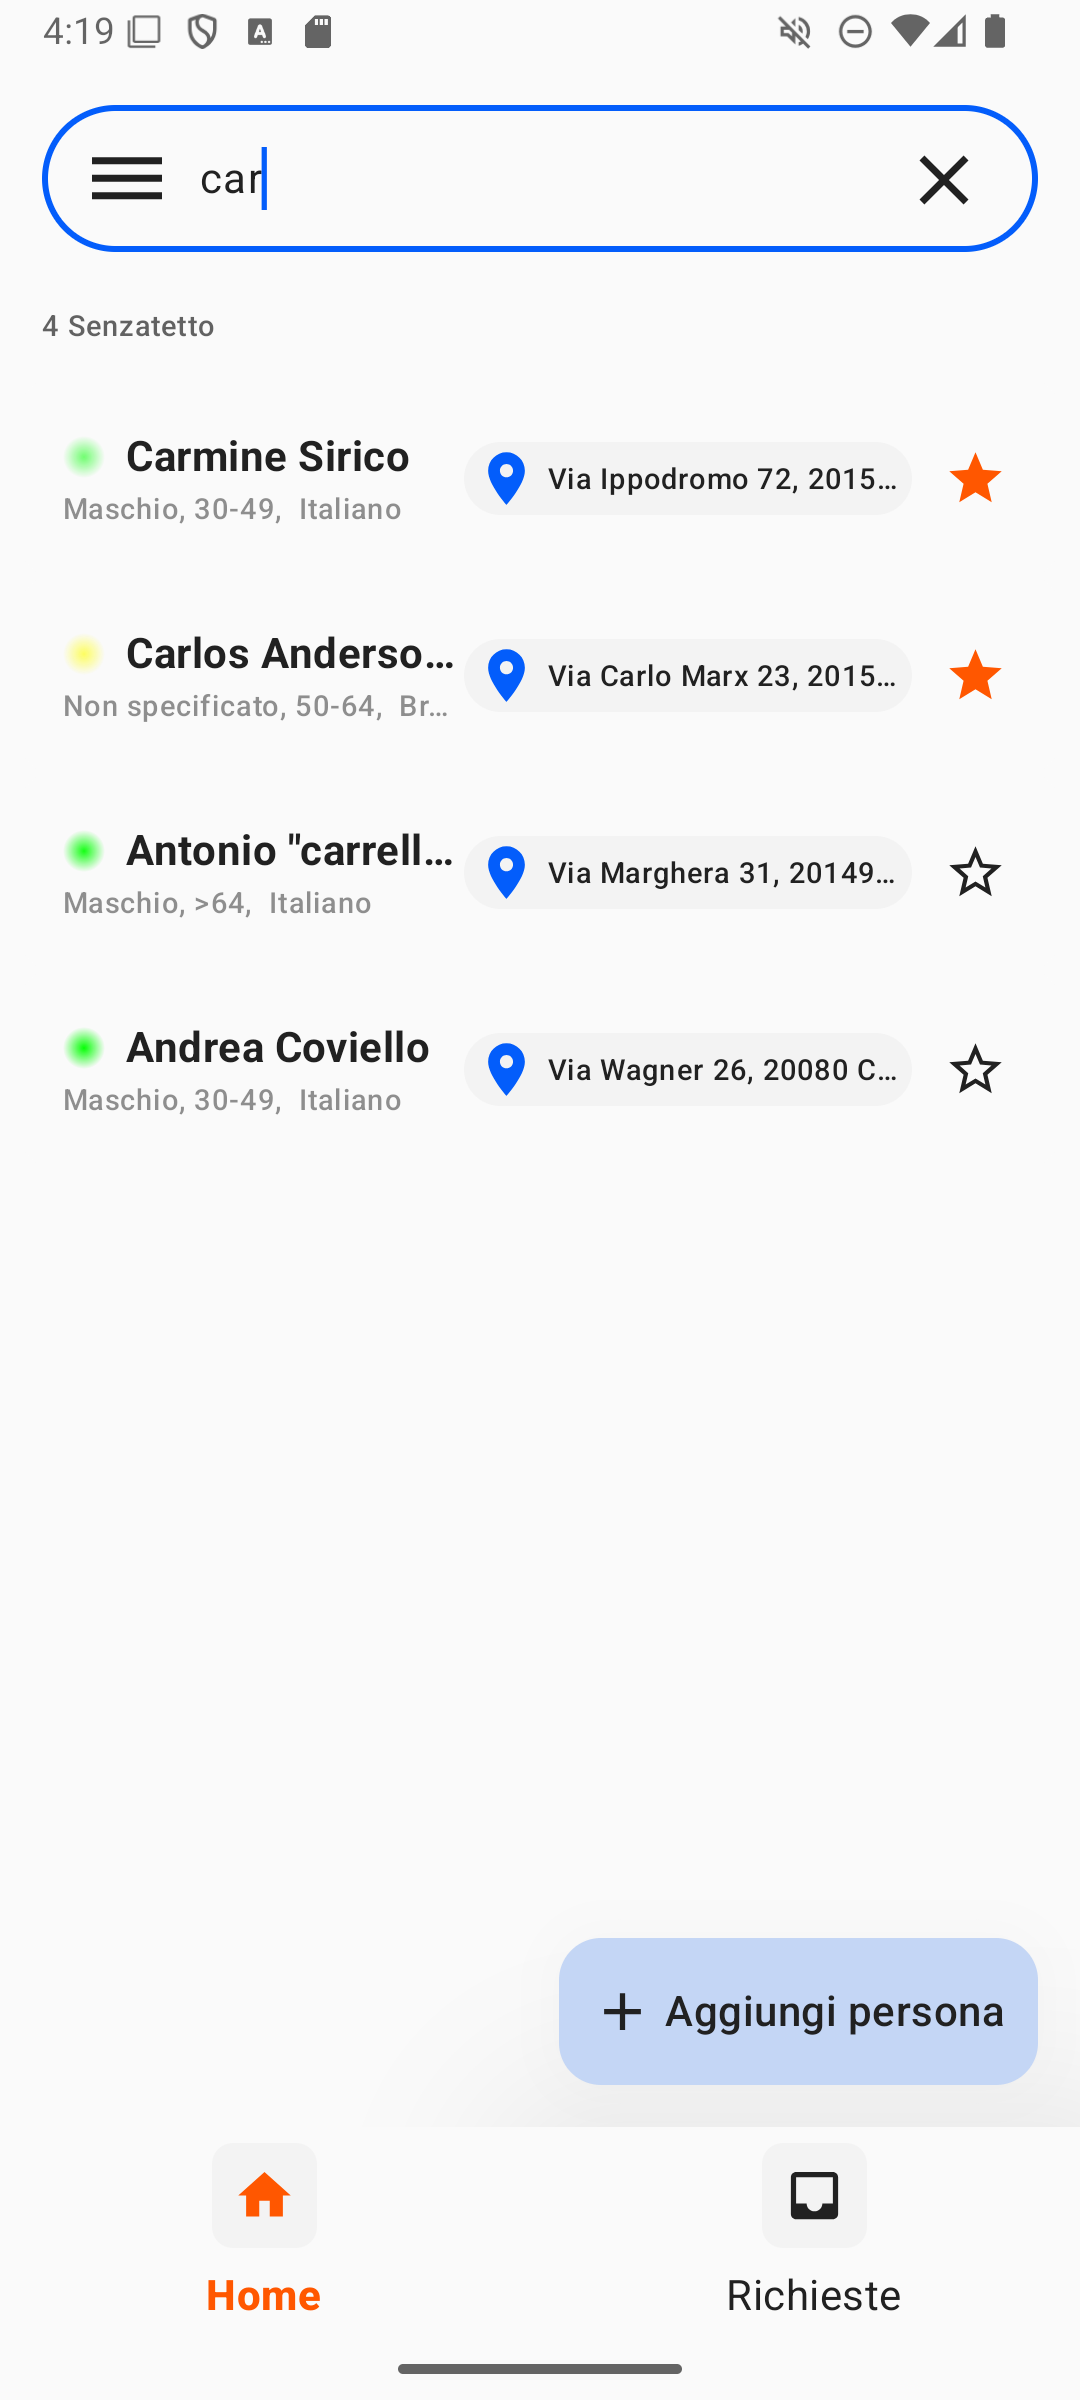 4:19
car
4 Senzatetto
Carmine Sirico
Maschio, 30-49, Italiano
Via Ippodromo 72, 2015…
Carlos Anderso…
Non specificato, 50-64, Br…
Via Carlo Marx 23, 2015…
Antonio "carrell…
Maschio, >64, Italiano
Via Marghera 31, 20149…
Andrea Coviello
Maschio, 30-49, Italiano
Via Wagner 26, 20080 C…
Aggiungi persona
Home
Richieste